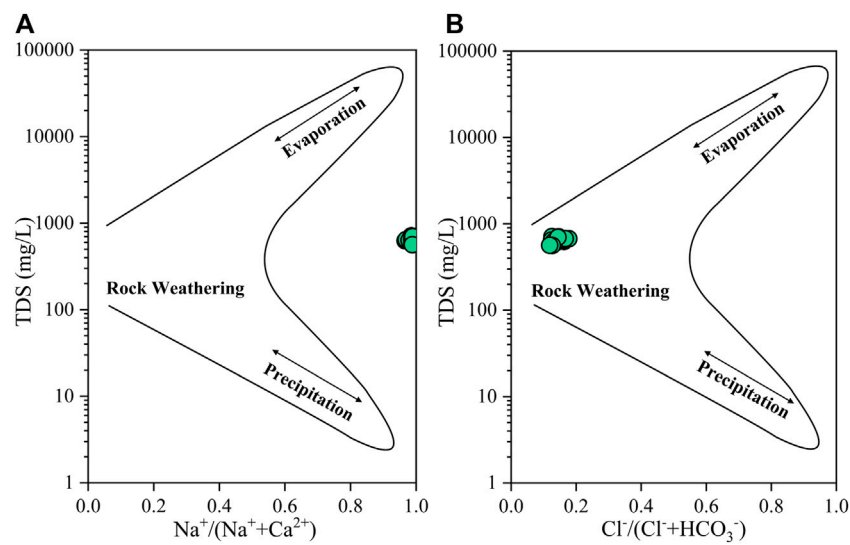 A
100000
10000
1000
100
10
1
TDS (mg/L)
Evaporation
Rock Weathering
Precipitation
0.0 0.2 0.4 0.6 0.8 1.0
Na⁺/(Na⁺+Ca²⁺)
B
100000
10000
1000
100
10
1
TDS (mg/L)
Evaporation
Rock Weathering
Precipitation
0.0 0.2 0.4 0.6 0.8 1.0
Cl⁻/(Cl⁻+HCO₃⁻)